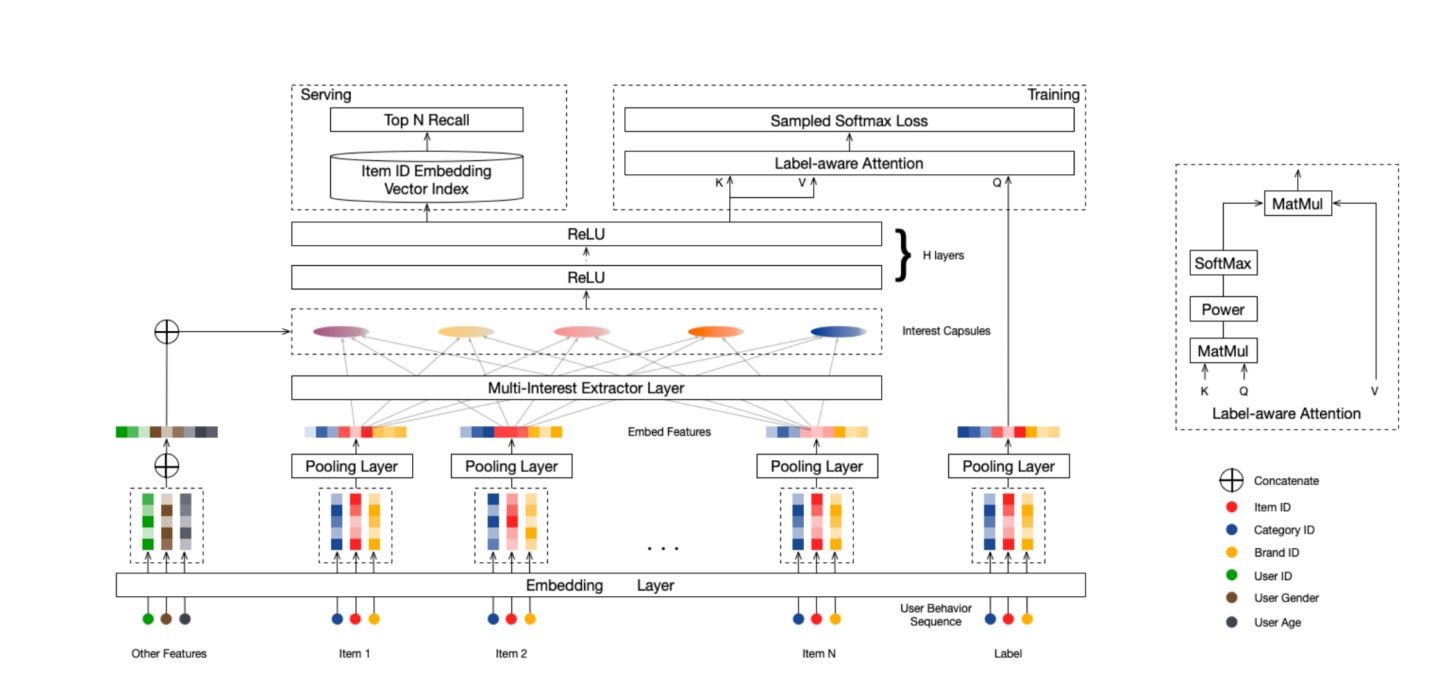 Serving
Training
Top N Recall
Sampled Softmax Loss
Item ID Embedding
Vector Index
Label-aware Attention
K
V
Q
ReLU
ReLU
H layers
Interest Capsules
Multi-Interest Extractor Layer
Embed Features
Pooling Layer
Pooling Layer
Pooling Layer
Pooling Layer
. . .
Embedding Layer
User Behavior
Sequence
Other Features
Item 1
Item 2
Item N
Label
MatMul
SoftMax
Power
MatMul
K
Q
V
Label-aware Attention
Concatenate
Item ID
Category ID
Brand ID
User ID
User Gender
User Age